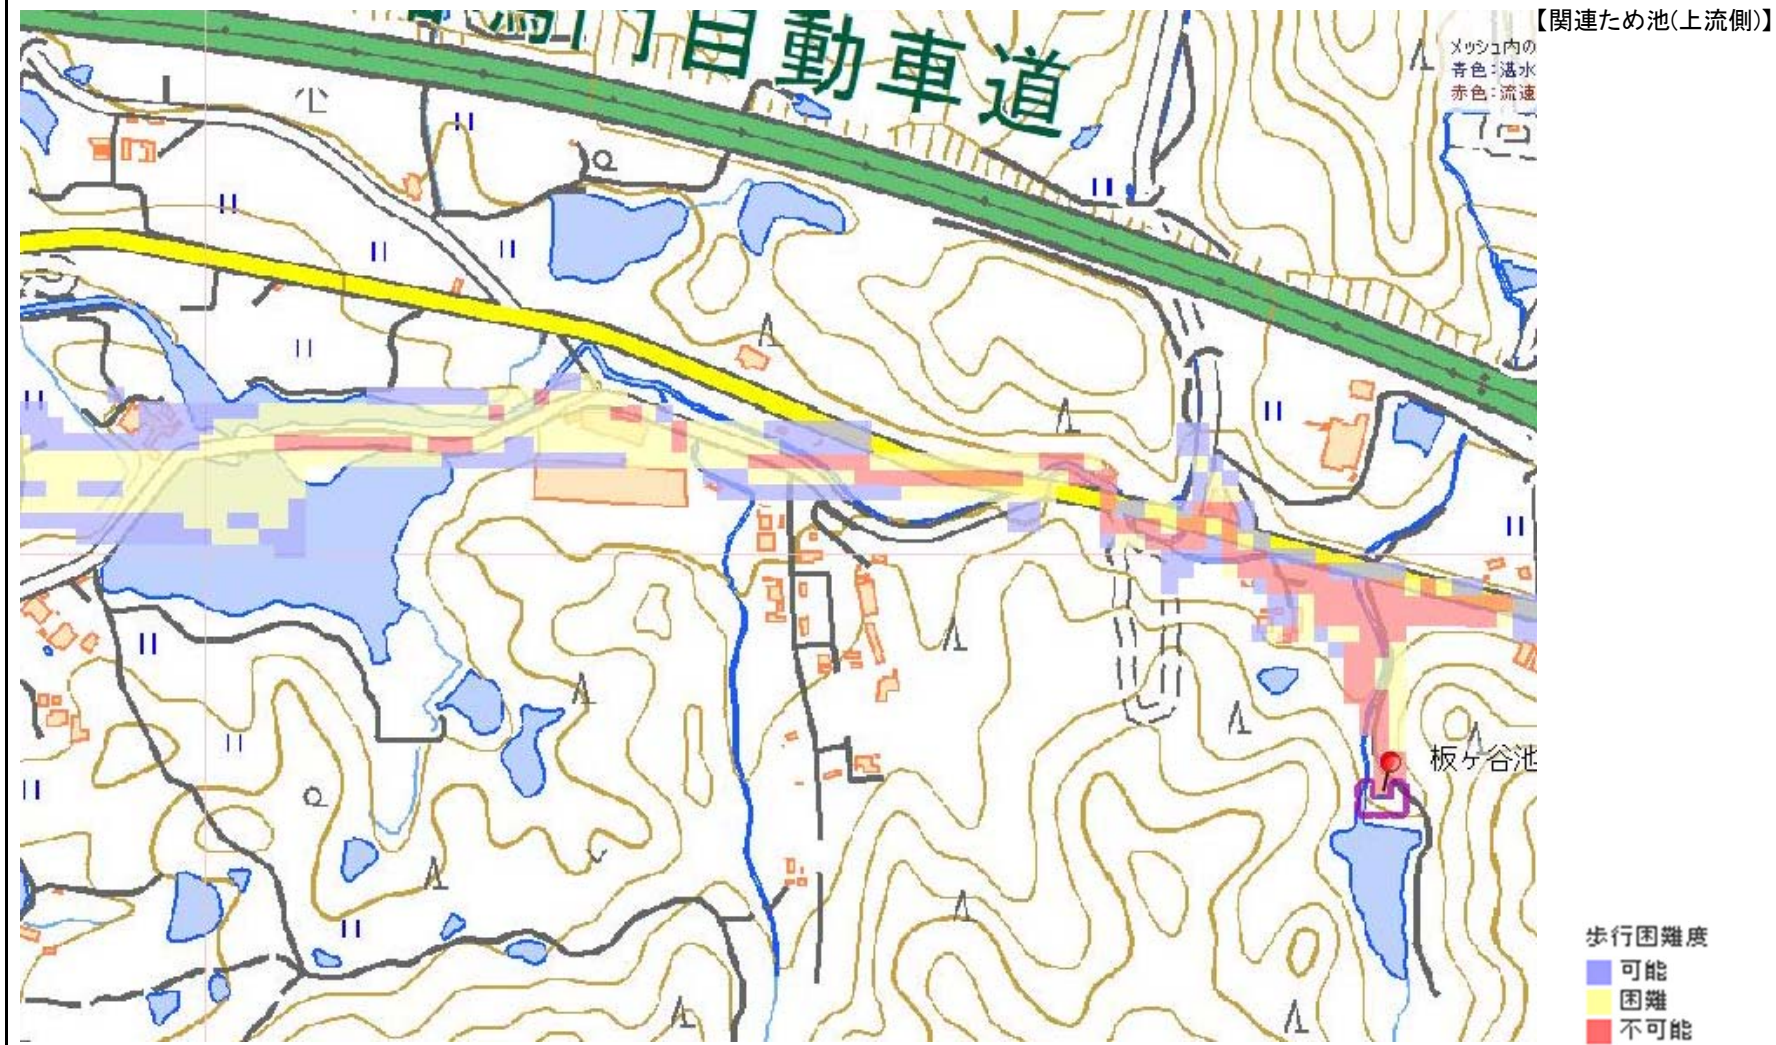 鳴門自動車道
【関連ため池(上流側)】
メッシュ内の
青色：湛水
赤色：流速
板ヶ谷池
歩行困難度
可能
困難
不可能